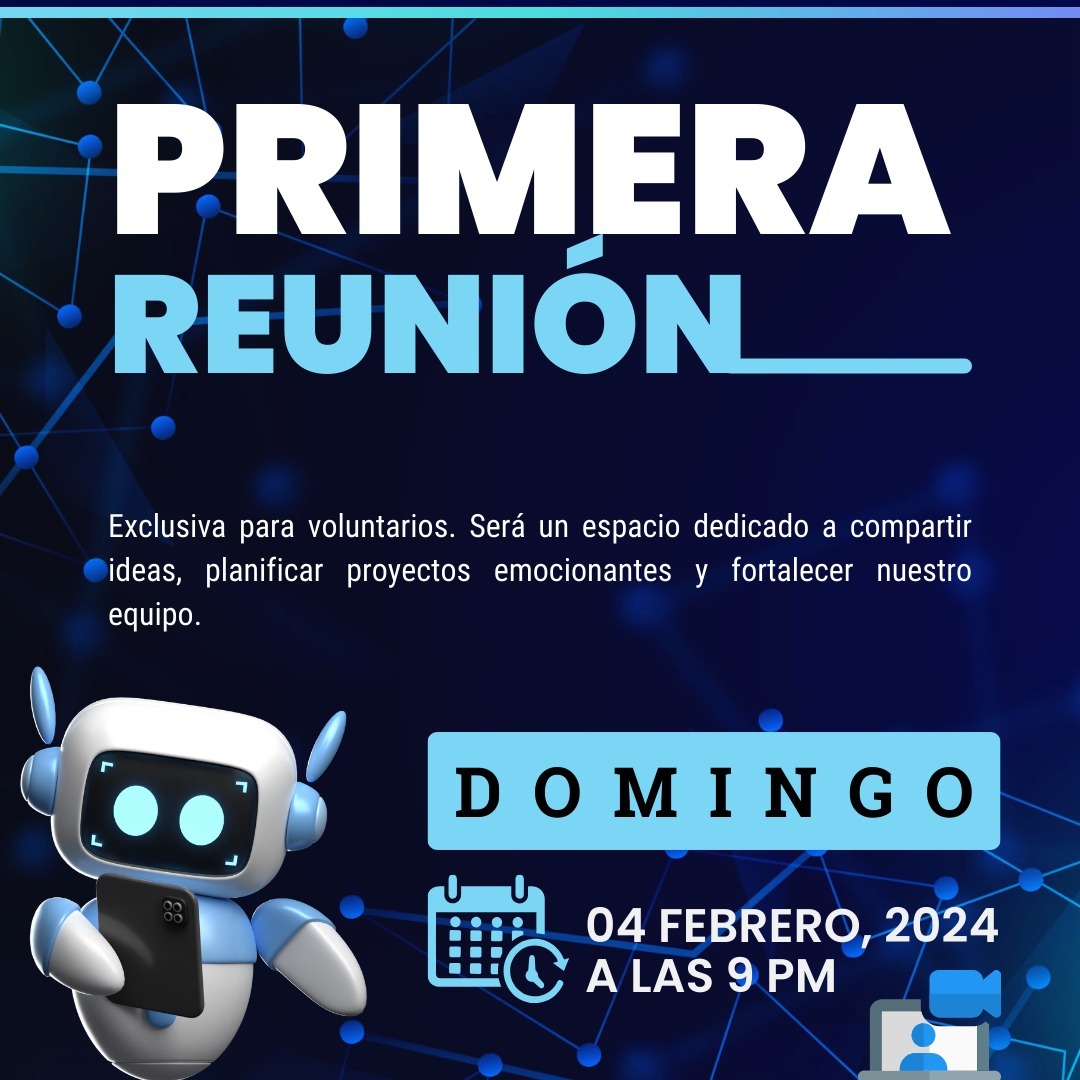 PRIMERA
REUNIÓN
Exclusiva para voluntarios. Será un espacio dedicado a compartir
ideas, planificar proyectos emocionantes y fortalecer nuestro
equipo.
DOMINGO
04 FEBRERO, 2024
A LAS 9 PM